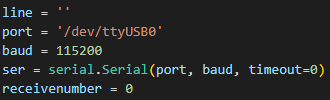 line = ''
port = '/dev/ttyUSB0'
baud = 115200
ser = serial.Serial(port, baud, timeout=0)
receivenumber = 0